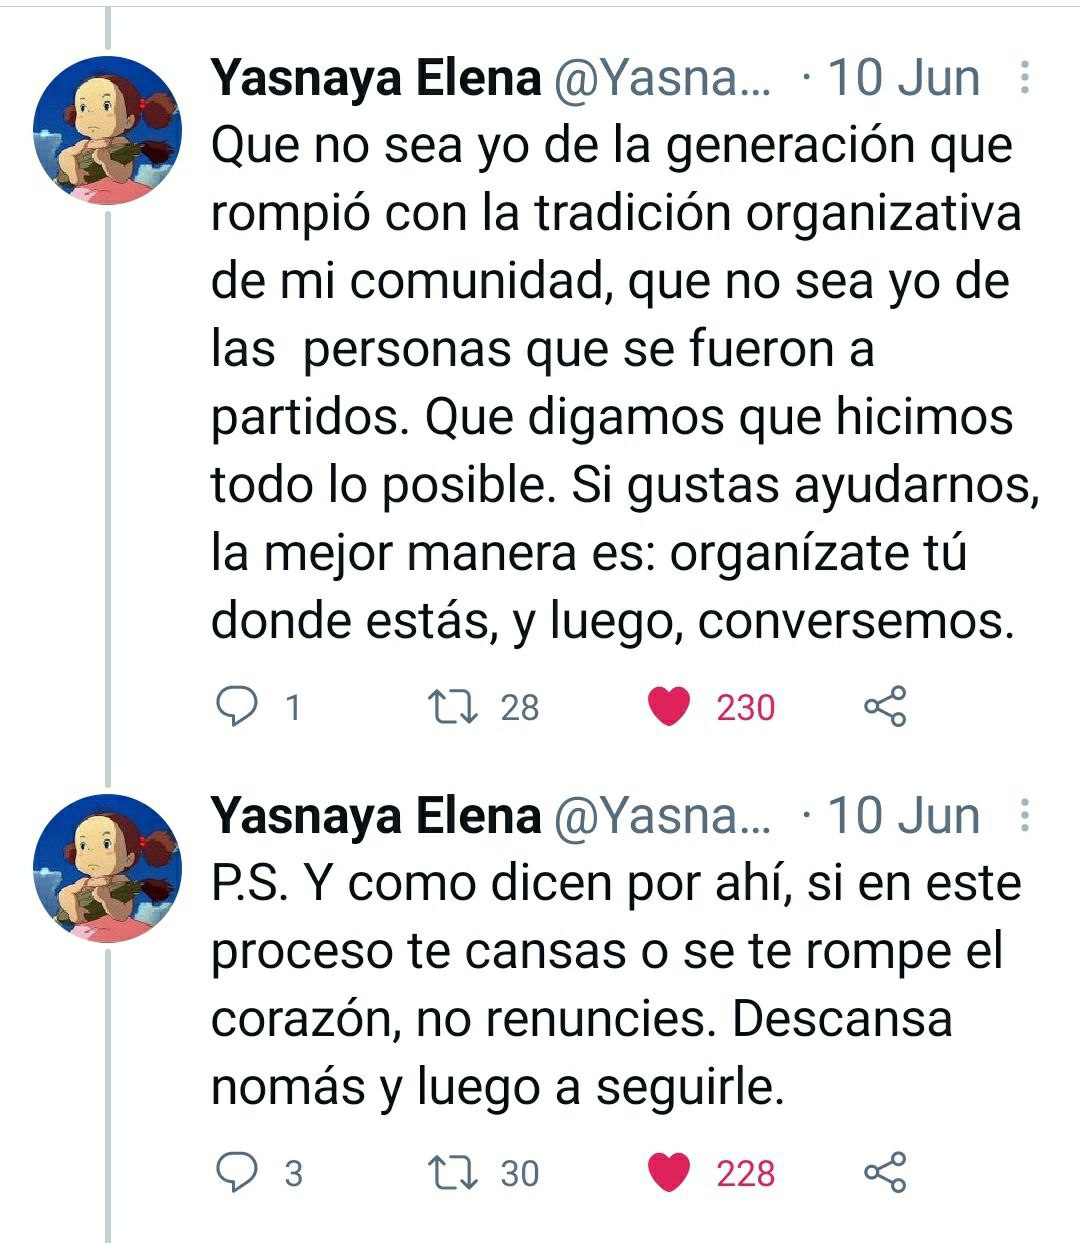 Yasnaya Elena @Yasna... · 10 Jun
Que no sea yo de la generación que
rompió con la tradición organizativa
de mi comunidad, que no sea yo de
las  personas que se fueron a
partidos. Que digamos que hicimos
todo lo posible. Si gustas ayudarnos,
la mejor manera es: organízate tú
donde estás, y luego, conversemos.
1 28 230
Yasnaya Elena @Yasna... · 10 Jun
P.S. Y como dicen por ahí, si en este
proceso te cansas o se te rompe el
corazón, no renuncies. Descansa
nomás y luego a seguirle.
3 30 228